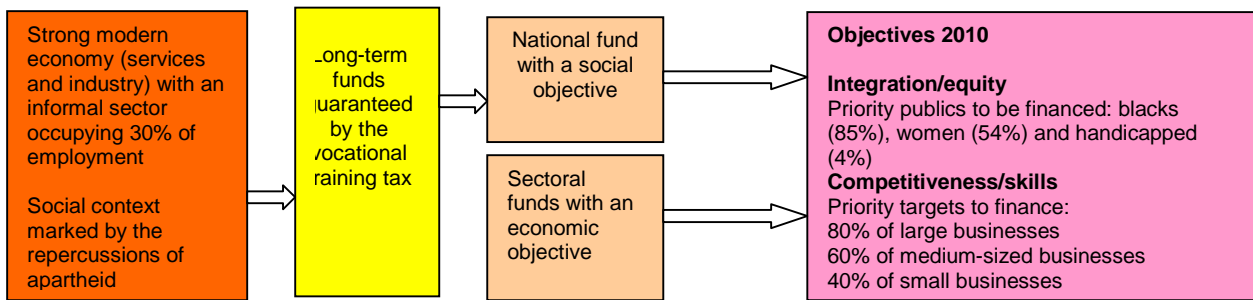 Strong modern
economy (services
and industry) with an
informal sector
occupying 30% of
employment
Social context
marked by the
repercussions of
apartheid
ong-term
funds
uaranteed
by the
vocational
raining tax
National fund
with a social
objective
Sectoral
funds with an
economic
objective
Objectives 2010
Integration/equity
Priority publics to be financed: blacks
(85%), women (54%) and handicapped
(4%)
Competitiveness/skills
Priority targets to finance:
80% of large businesses
60% of medium-sized businesses
40% of small businesses